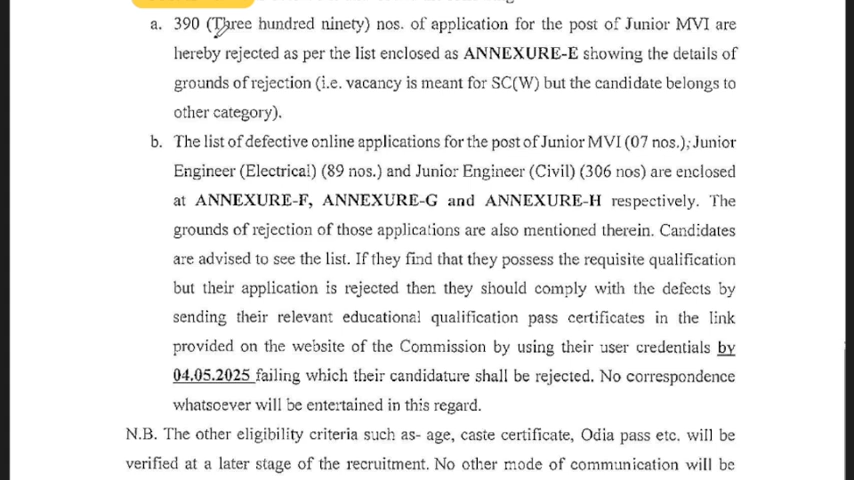 a. 390 (Three hundred ninety) nos. of application for the post of Junior MVI are
hereby rejected as per the list enclosed as ANNEXURE-E showing the details of
grounds of rejection (i.e. vacancy is meant for SC(W) but the candidate belongs to
other category).
b. The list of defective online applications for the post of Junior MVI (07 nos.), Junior
Engineer (Electrical) (89 nos.) and Junior Engineer (Civil) (306 nos) are enclosed
at ANNEXURE-F, ANNEXURE-G and ANNEXURE-H respectively. The
grounds of rejection of those applications are also mentioned therein. Candidates
are advised to see the list. If they find that they possess the requisite qualification
but their application is rejected then they should comply with the defects by
sending their relevant educational qualification pass certificates in the link
provided on the website of the Commission by using their user credentials by
04.05.2025 failing which their candidature shall be rejected. No correspondence
whatsoever will be entertained in this regard.
N.B. The other eligibility criteria such as- age, caste certificate, Odia pass etc. will be
verified at a later stage of the recruitment. No other mode of communication will be